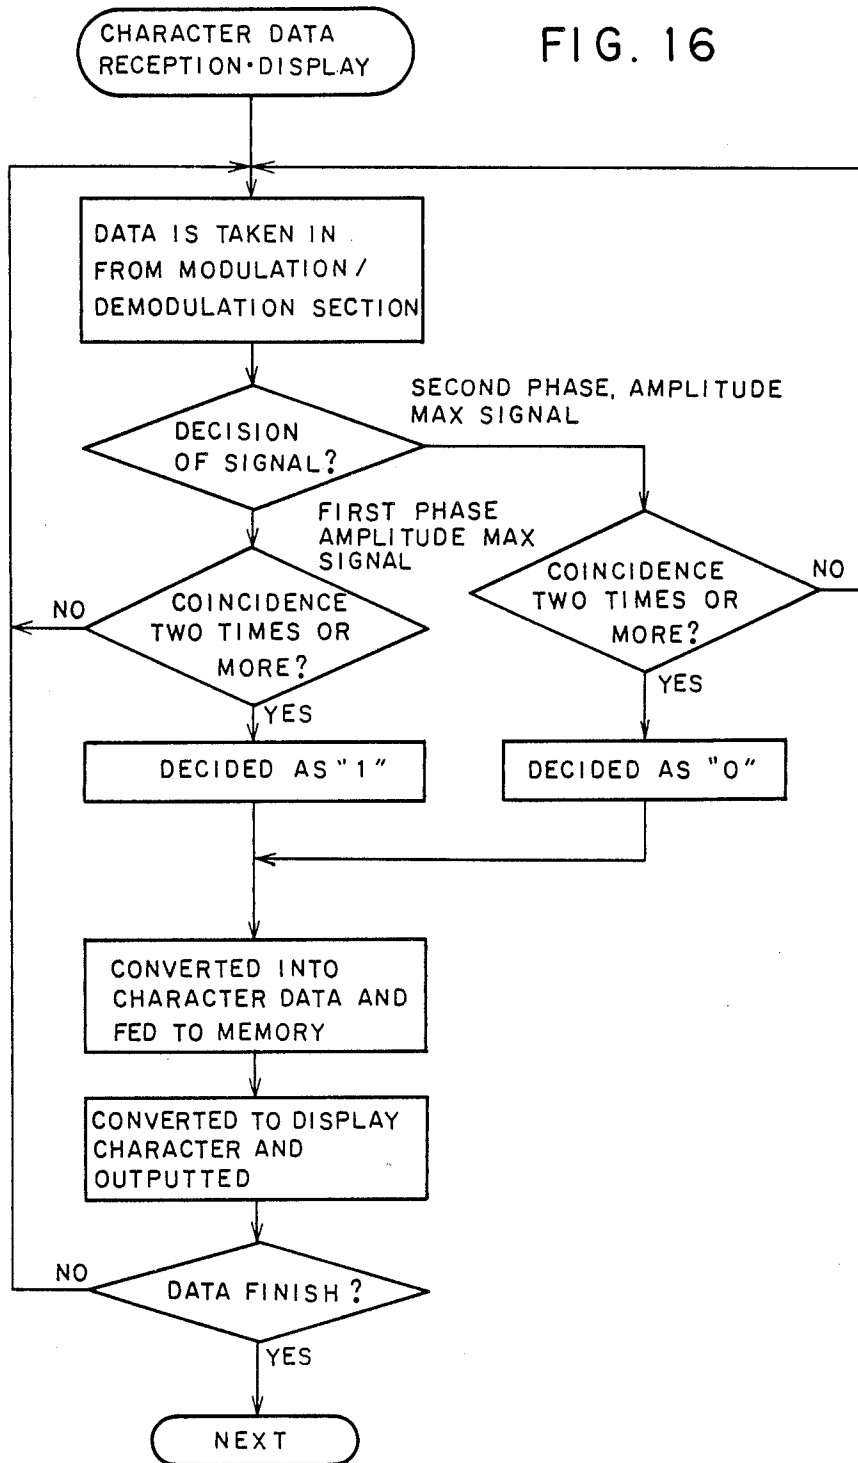 CHARACTER DATA
RECEPTION·DISPLAY
FIG. 16
DATA IS TAKEN IN
FROM MODULATION/
DEMODULATION SECTION
SECOND PHASE, AMPLITUDE
MAX SIGNAL
DECISION
OF SIGNAL?
FIRST PHASE
AMPLITUDE MAX
SIGNAL
NO
COINCIDENCE
TWO TIMES OR
MORE?
YES
COINCIDENCE
TWO TIMES OR
MORE?
NO
YES
DECIDED AS "1"
DECIDED AS "0"
CONVERTED INTO
CHARACTER DATA AND
FED TO MEMORY
CONVERTED TO DISPLAY
CHARACTER AND
OUTPUTTED
NO
DATA FINISH?
YES
NEXT